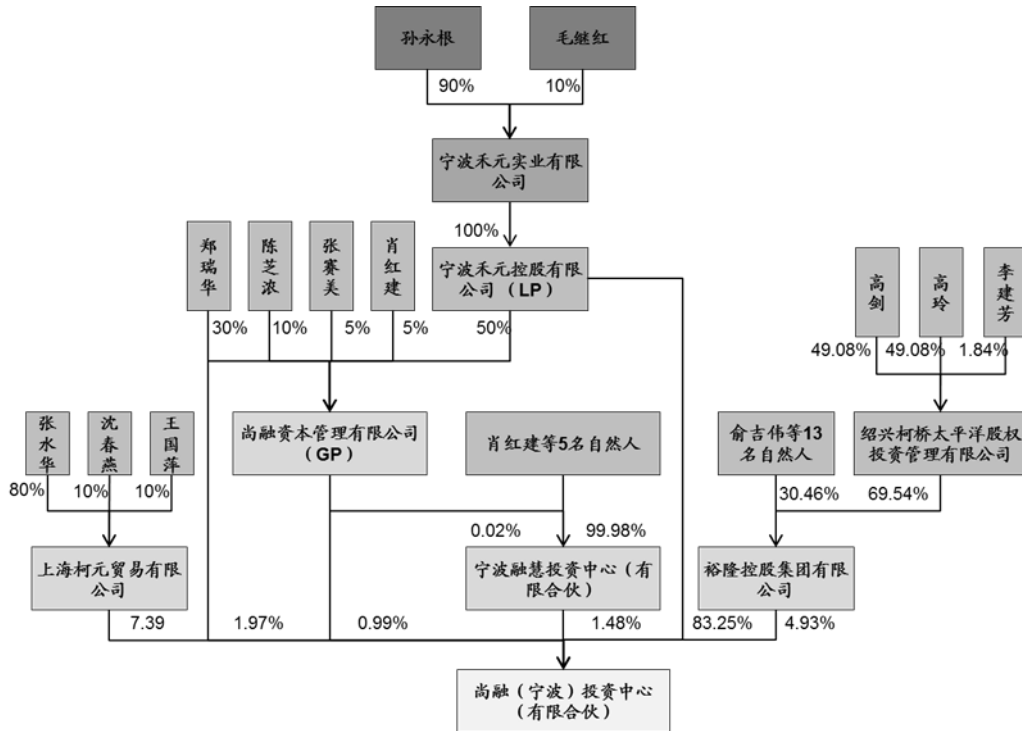 孙永根
毛继红
90%
10%
宁波禾元实业有限
公司
100%
郑瑞华
陈芝浓
张赛美
肖红建
宁波禾元控股有限
公司（LP）
高剑
高玲
李建芳
30%
10%
5%
5%
50%
49.08%
49.08%
1.84%
张水华
沈春燕
王国萍
尚融资本管理有限公司
（GP）
肖红建等5名自然人
俞吉伟等13
名自然人
绍兴柯桥太平洋股权
投资管理有限公司
80%
10%
10%
30.46%
69.54%
0.02%
99.98%
上海柯元贸易有限
公司
宁波融慧投资中心（有
限合伙）
裕隆控股集团有限
公司
7.39
1.97%
0.99%
1.48%
83.25%
4.93%
尚融（宁波）投资中心
（有限合伙）